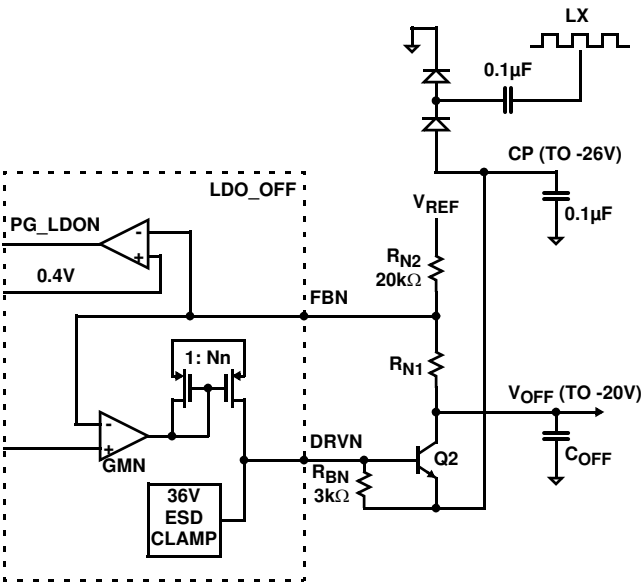 LX
0.1µF
CP (TO -26V)
LDO_OFF
VREF
0.1µF
PG_LDON
-
+
RN2
20kΩ
0.4V
FBN
1: Nn
RN1
VOFF (TO -20V)
-
+
GMN
DRVN
Q2
RBN
3kΩ
COFF
36V
ESD
CLAMP